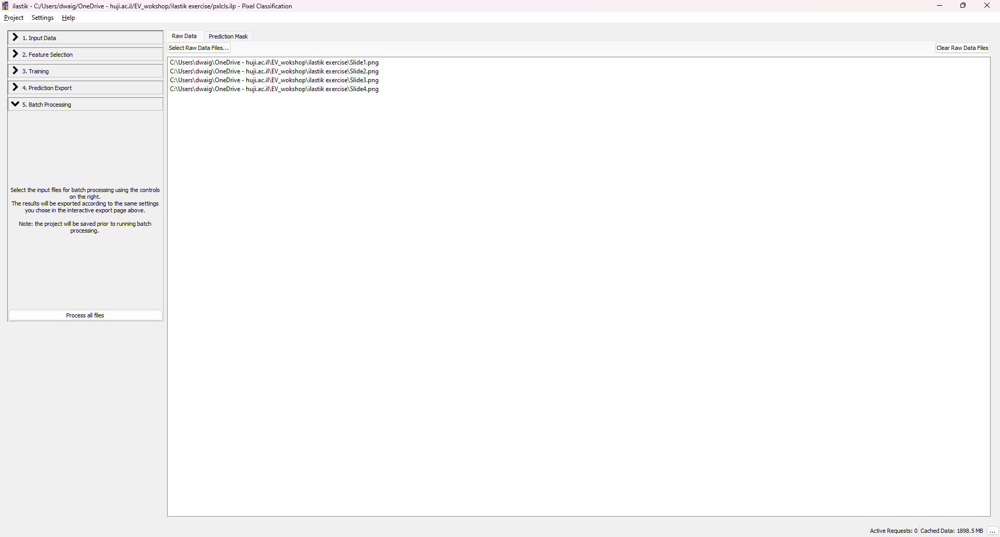 ilastik - C:/Users/dwaig/OneDrive - huji.ac.il/EV_wokshop/ilastik exercise/pxlcls.ilp - Pixel Classification
Project Settings Help
1. Input Data
2. Feature Selection
3. Training
4. Prediction Export
5. Batch Processing
Select the input files for batch processing using the controls
on the right.
The results will be exported according to the same settings
you chose in the interactive export page above.
Note: the project will be saved prior to running batch
processing.
Process all files
Raw Data Prediction Mask
Select Raw Data Files... Clear Raw Data Files
C:\Users\dwaig\OneDrive - huji.ac.il\EV_wokshop\ilastik exercise\Slide1.png
C:\Users\dwaig\OneDrive - huji.ac.il\EV_wokshop\ilastik exercise\Slide2.png
C:\Users\dwaig\OneDrive - huji.ac.il\EV_wokshop\ilastik exercise\Slide3.png
C:\Users\dwaig\OneDrive - huji.ac.il\EV_wokshop\ilastik exercise\Slide4.png
Active Requests: 0 Cached Data: 1898.5 MB ...